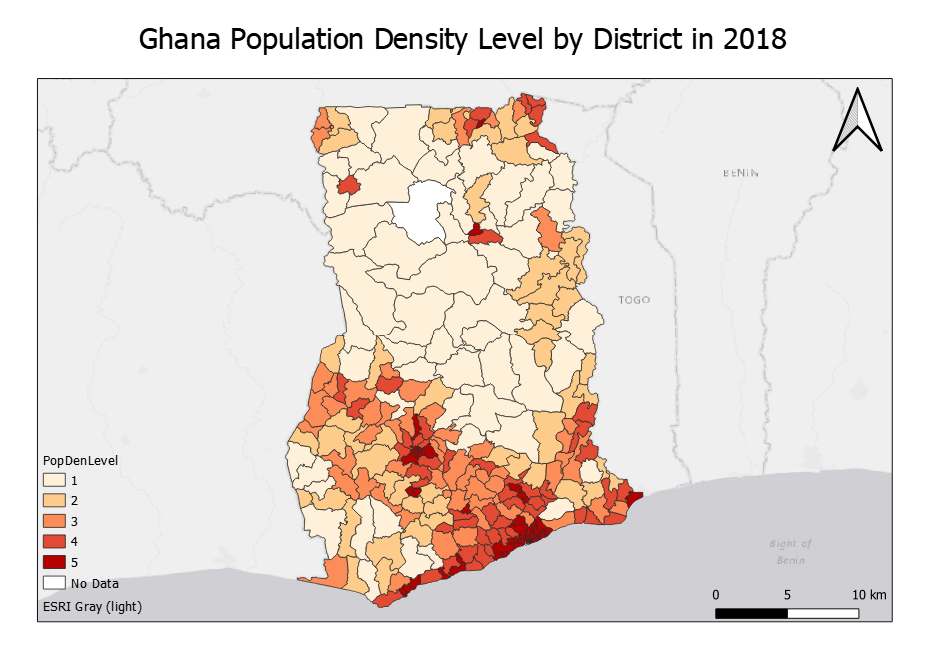 Ghana Population Density Level by District in 2018
BENIN
TOGO
PopDenLevel
1
2
3
4
5
No Data
ESRI Gray (light)
Bight of
Benin
0 5 10 km